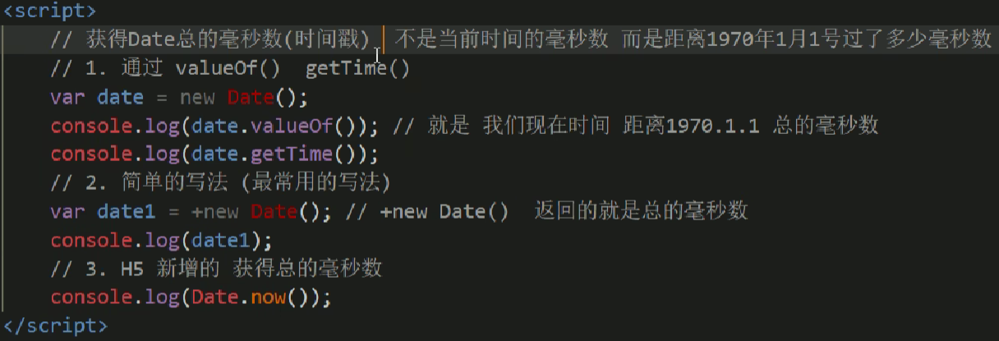 <script>
// 获得Date总的毫秒数(时间戳)  不是当前时间的毫秒数 而是距离1970年1月1号过了多少毫秒数
// 1. 通过 valueOf()  getTime()
var date = new Date();
console.log(date.valueOf()); // 就是 我们现在时间 距离1970.1.1 总的毫秒数
console.log(date.getTime());
// 2. 简单的写法 (最常用的写法)
var date1 = +new Date(); // +new Date()  返回的就是总的毫秒数
console.log(date1);
// 3. H5 新增的 获得总的毫秒数
console.log(Date.now());
</script>